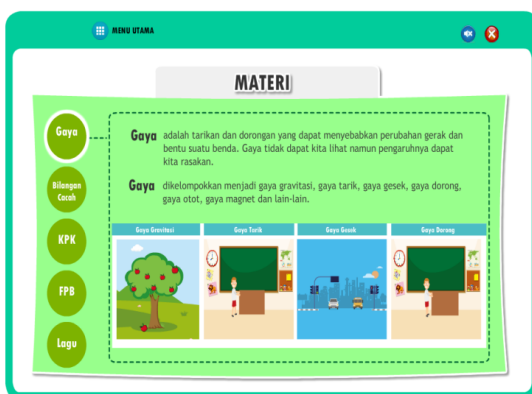 MENU UTAMA
MATERI
Gaya
Bilangan
Cacah
KPK
FPB
Lagu
Gaya adalah tarikan dan dorongan yang dapat menyebabkan perubahan gerak dan
bentu suatu benda. Gaya tidak dapat kita lihat namun pengaruhnya dapat
kita rasakan.
Gaya dikelompokkan menjadi gaya gravitasi, gaya tarik, gaya gesek, gaya dorong,
gaya otot, gaya magnet dan lain-lain.
Gaya Gravitasi
Gaya Tarik
Gaya Gesek
Gaya Dorong